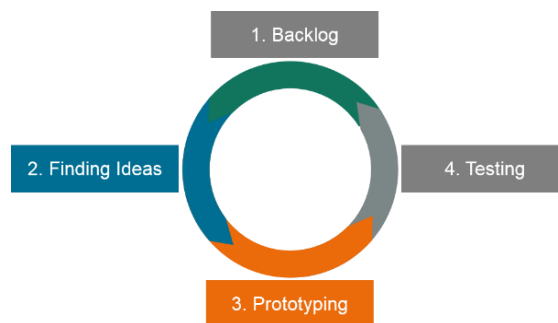 1. Backlog
2. Finding Ideas
4. Testing
3. Prototyping